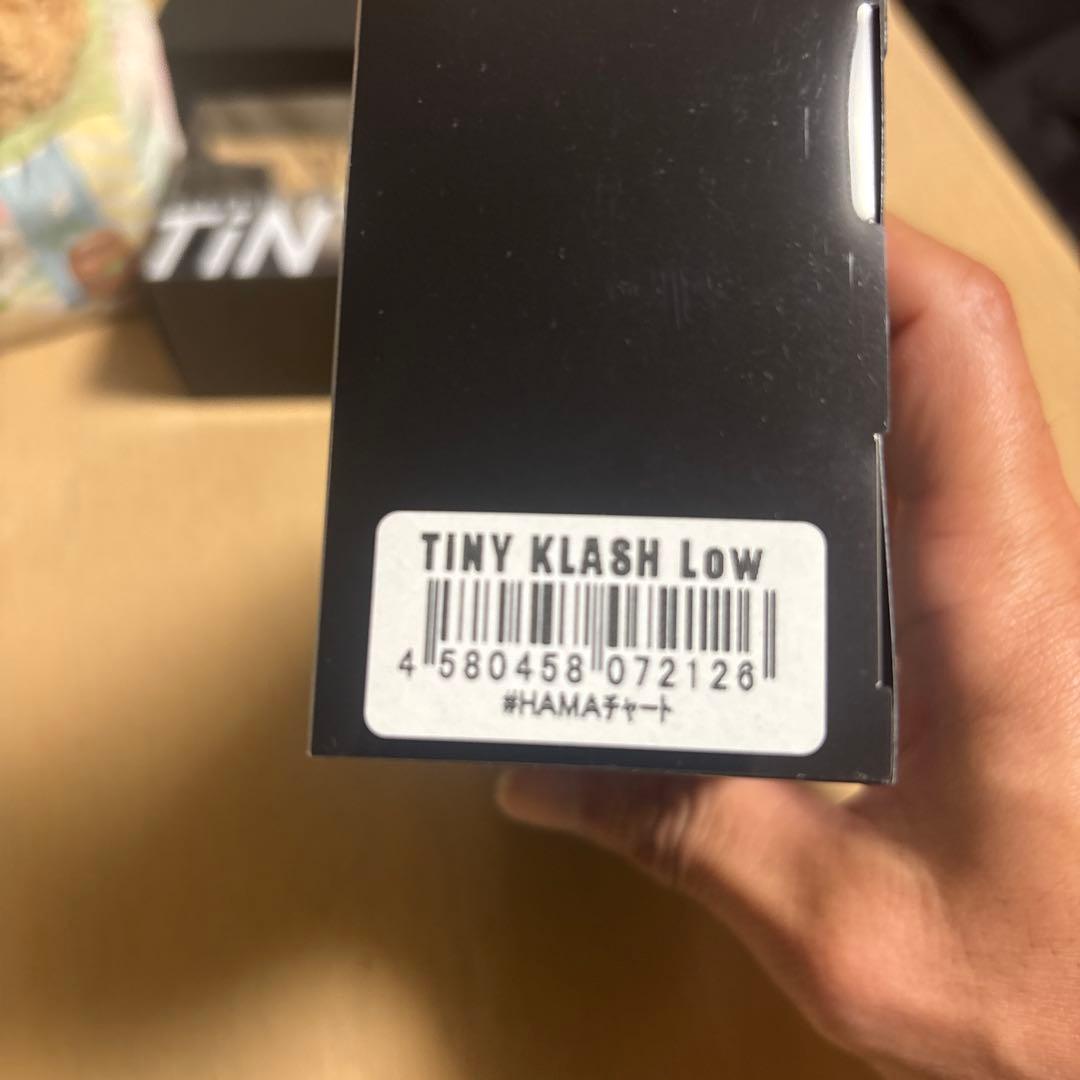 TiN
TINY KLASH Low
4 580458 072126
#HAMAチャート